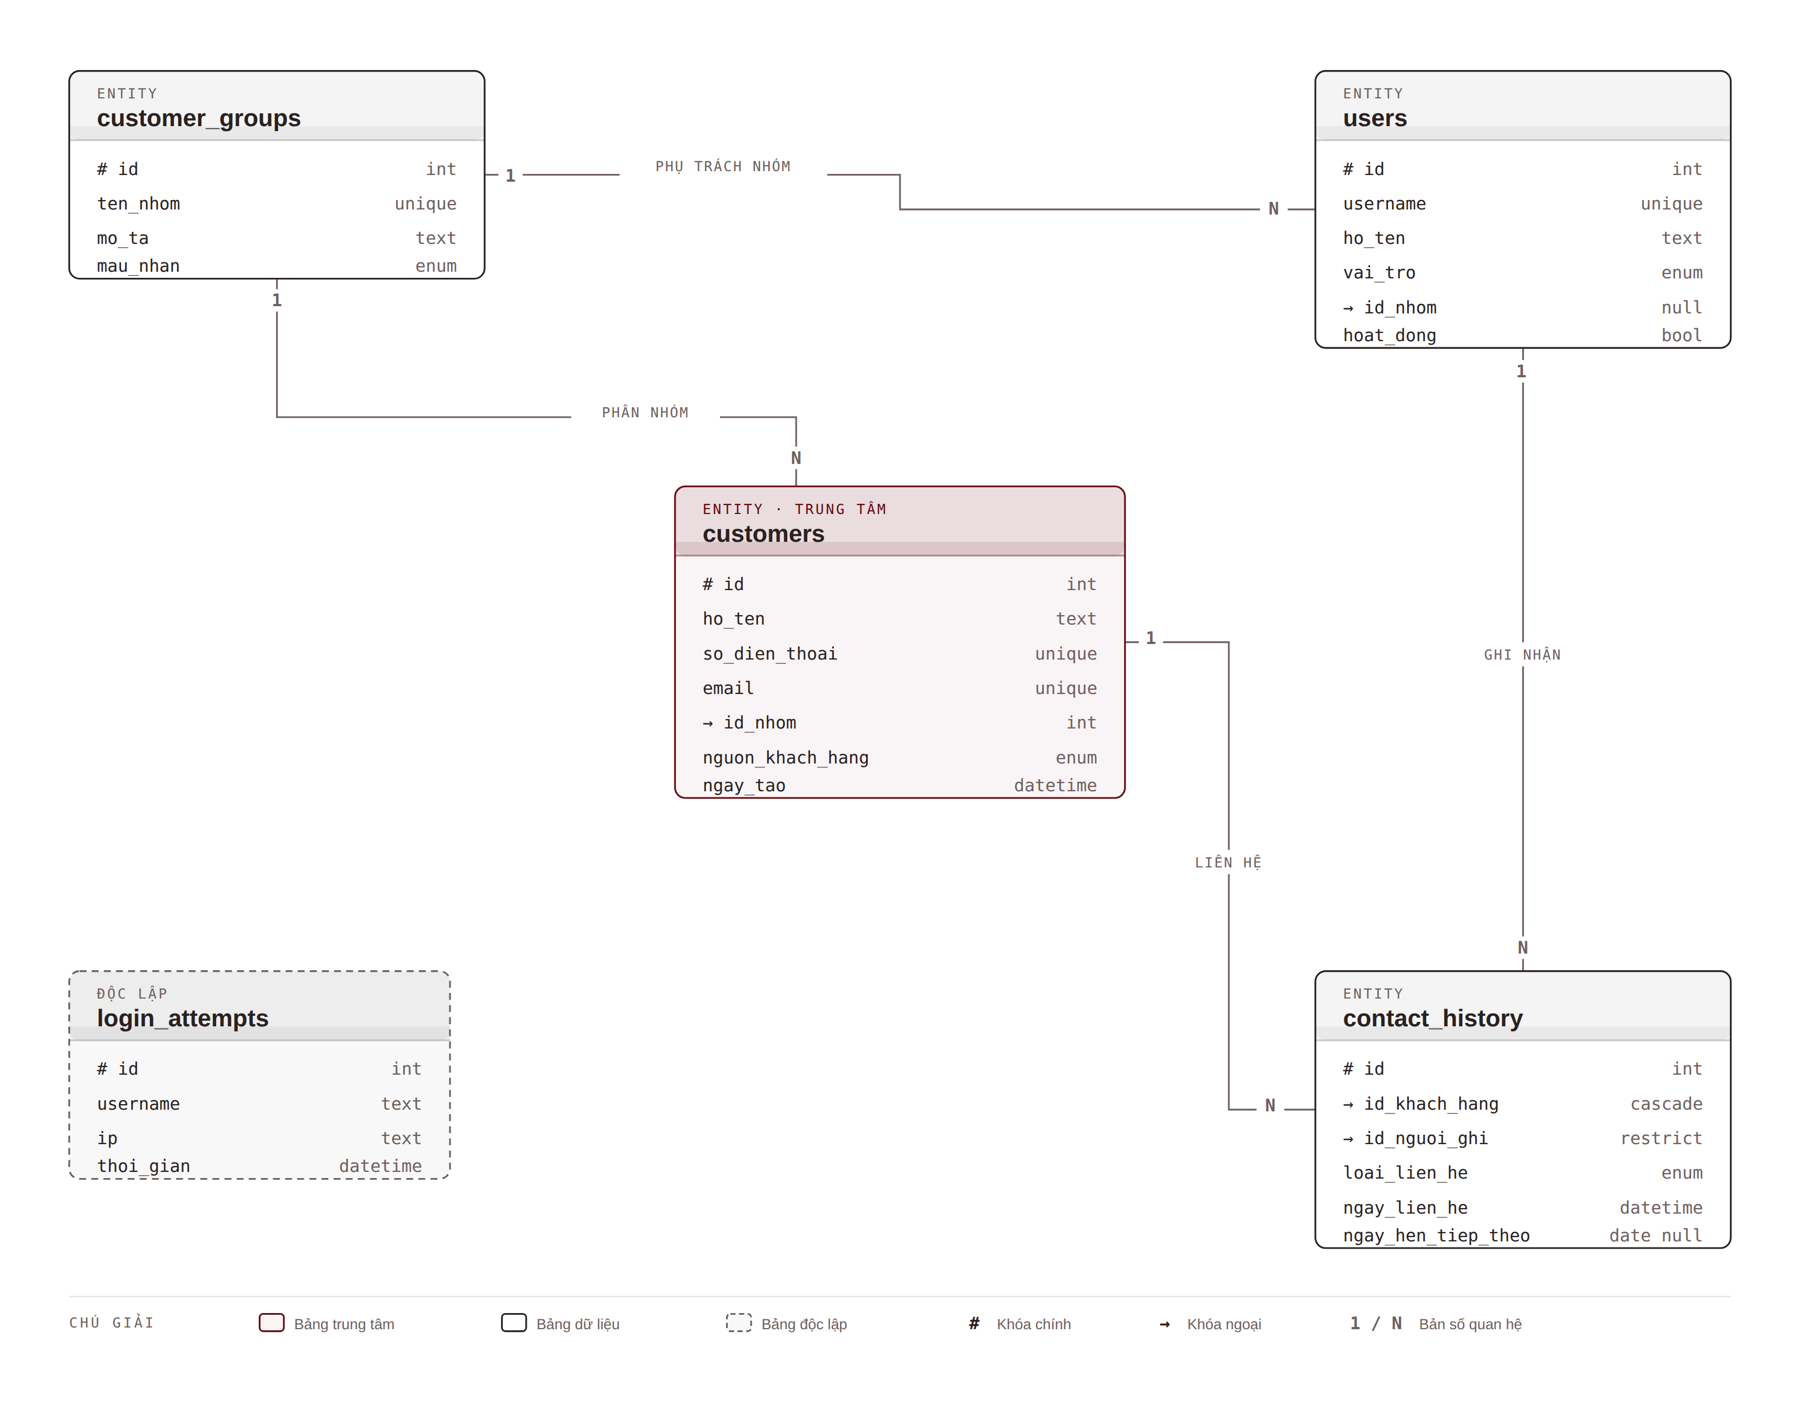 ENTITY
customer_groups
# id int
ten_nhom unique
mo_ta text
mau_nhan enum
1 PHỤ TRÁCH NHÓM N
ENTITY
users
# id int
username unique
ho_ten text
vai_tro enum
→ id_nhom null
hoat_dong bool
1
PHÂN NHÓM
N
1
GHI NHẬN
N
ENTITY · TRUNG TÂM
customers
# id int
ho_ten text
so_dien_thoai unique
email unique
→ id_nhom int
nguon_khach_hang enum
ngay_tao datetime
1
LIÊN HỆ
N
ĐỘC LẬP
login_attempts
# id int
username text
ip text
thoi_gian datetime
ENTITY
contact_history
# id int
→ id_khach_hang cascade
→ id_nguoi_ghi restrict
loai_lien_he enum
ngay_lien_he datetime
ngay_hen_tiep_theo date null
CHÚ GIẢI Bảng trung tâm Bảng dữ liệu Bảng độc lập # Khóa chính → Khóa ngoại 1 / N Bản số quan hệ